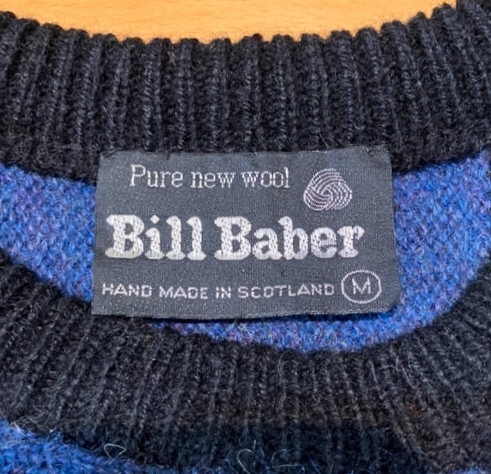 Pure new wool
Bill Baber
HAND MADE IN SCOTLAND M